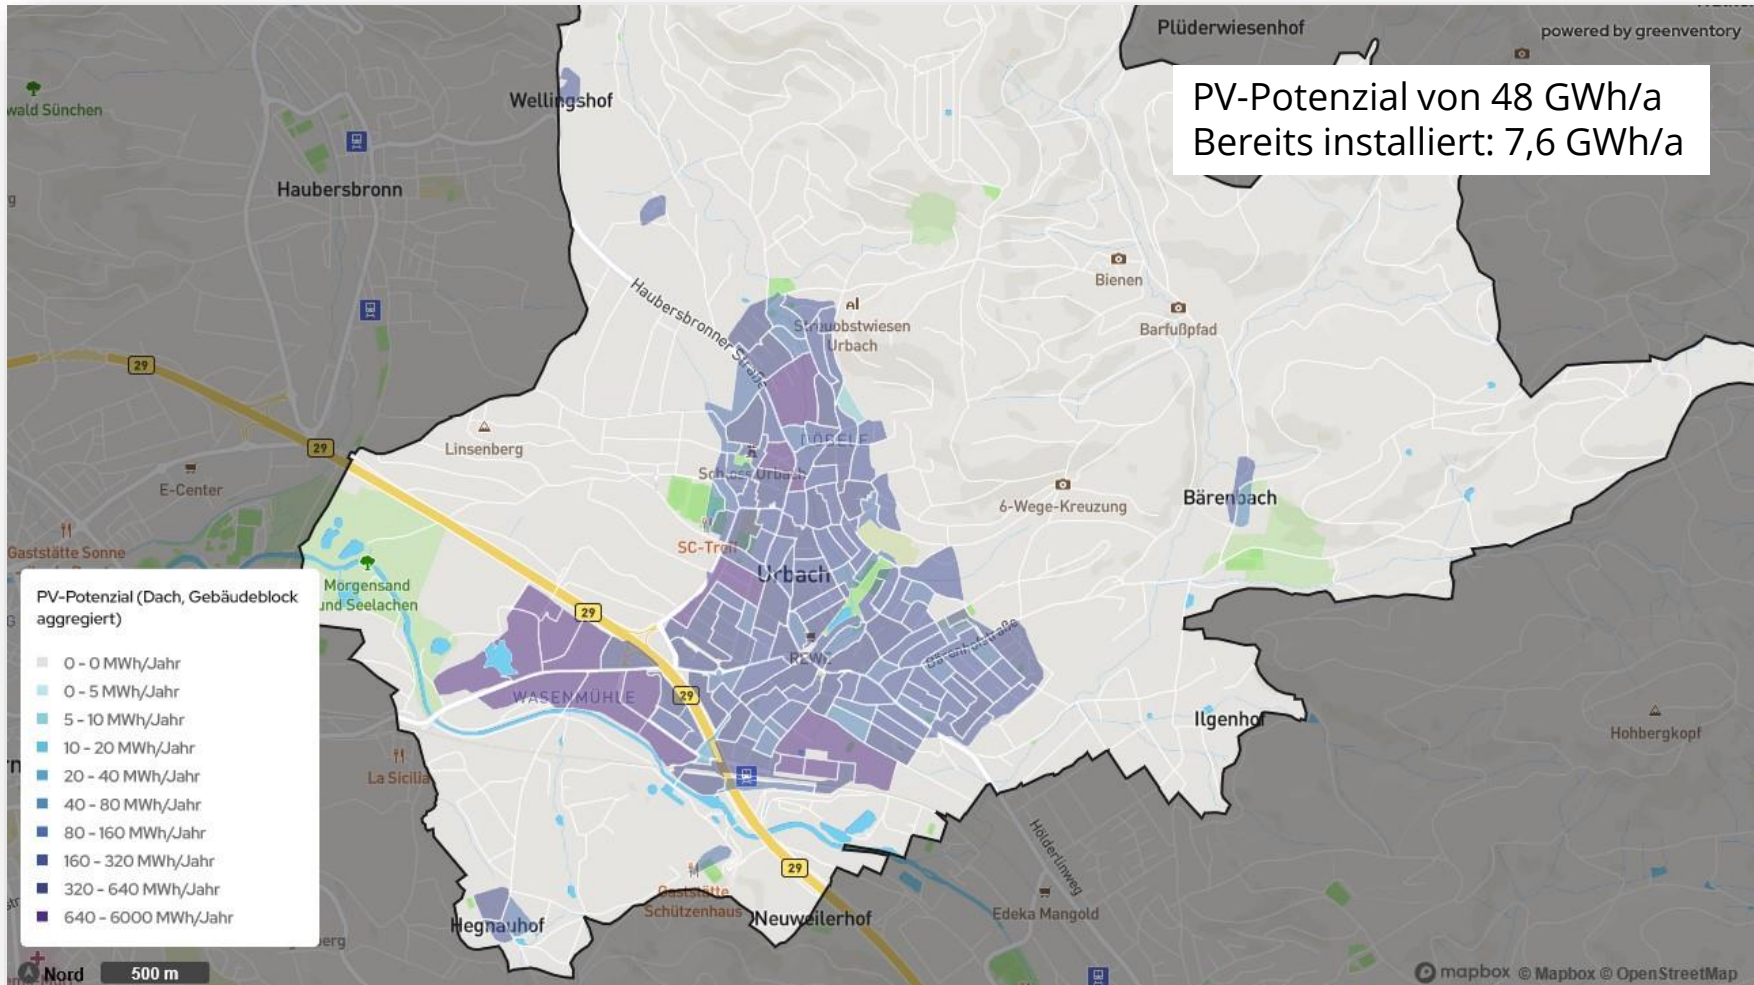 Plüderwiesenhof
powered by greenventory
PV-Potenzial von 48 GWh/a
Bereits installiert: 7,6 GWh/a
wald Sünchen
Wellingshof
Haubersbronn
Haubersbronner Straße
Bienen
Streuobstwiesen
Urbach
Barfußpfad
29
29
Linsenberg
E-Center
Schloss Urbach
6-Wege-Kreuzung
Bärenbach
Gaststätte Sonne
SC-Treff
Urbach
Morgensand
und Seelachen
29
Bärenhofstraße
REWE
WASENMÜHLE
29
Ilgenhof
Hohbergkopf
La Sicilia
PV-Potenzial (Dach, Gebäudeblock
aggregiert)
0 - 0 MWh/Jahr
0 - 5 MWh/Jahr
5 - 10 MWh/Jahr
10 - 20 MWh/Jahr
20 - 40 MWh/Jahr
40 - 80 MWh/Jahr
80 - 160 MWh/Jahr
160 - 320 MWh/Jahr
320 - 640 MWh/Jahr
640 - 6000 MWh/Jahr
29
Hölderlinweg
Gaststätte
Schützenhaus
Neuweilerhof
Edeka Mangold
Hegnauhof
Nord
500 m
mapbox © Mapbox © OpenStreetMap